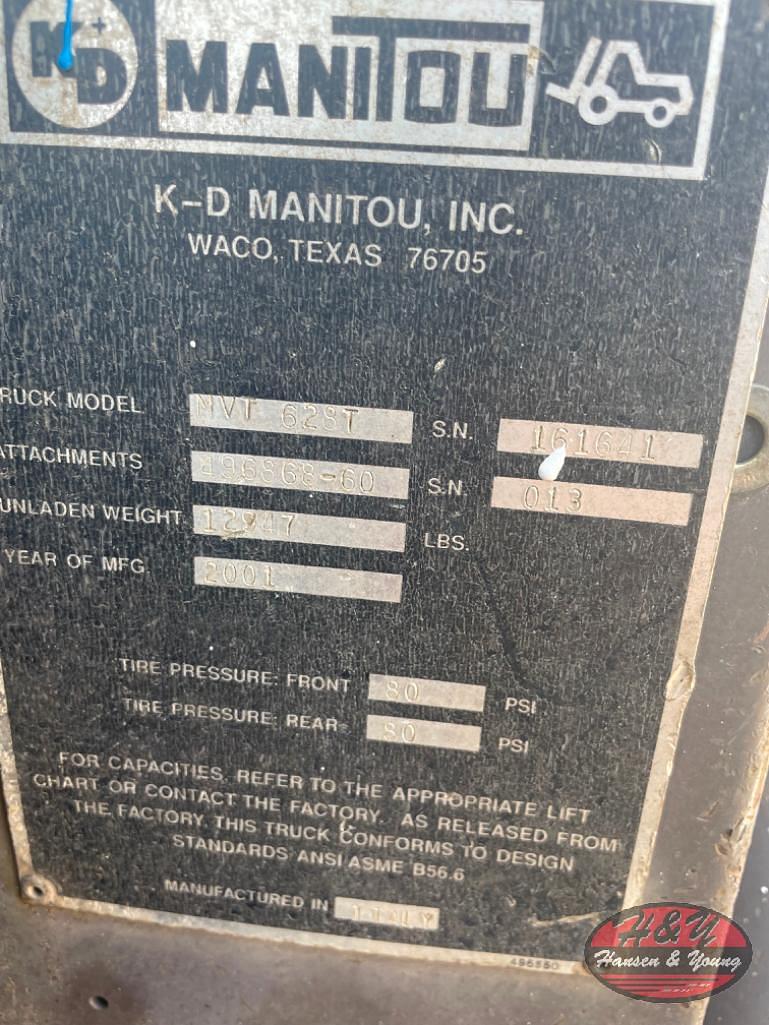 K+D MANITOU
K-D MANITOU, INC.
WACO, TEXAS 76705
RUCK MODEL MVT 628T S.N. 161641
ATTACHMENTS 496868-60 S.N. 013
UNLADEN WEIGHT 12947 LBS.
YEAR OF MFG. 2001
TIRE PRESSURE: FRONT 80 PSI
TIRE PRESSURE: REAR 80 PSI
FOR CAPACITIES, REFER TO THE APPROPRIATE LIFT
CHART OR CONTACT THE FACTORY. AS RELEASED FROM
THE FACTORY, THIS TRUCK CONFORMS TO DESIGN
STANDARDS ANSI ASME B56.6
MANUFACTURED IN ITALY
496550
H&Y
Hansen & Young